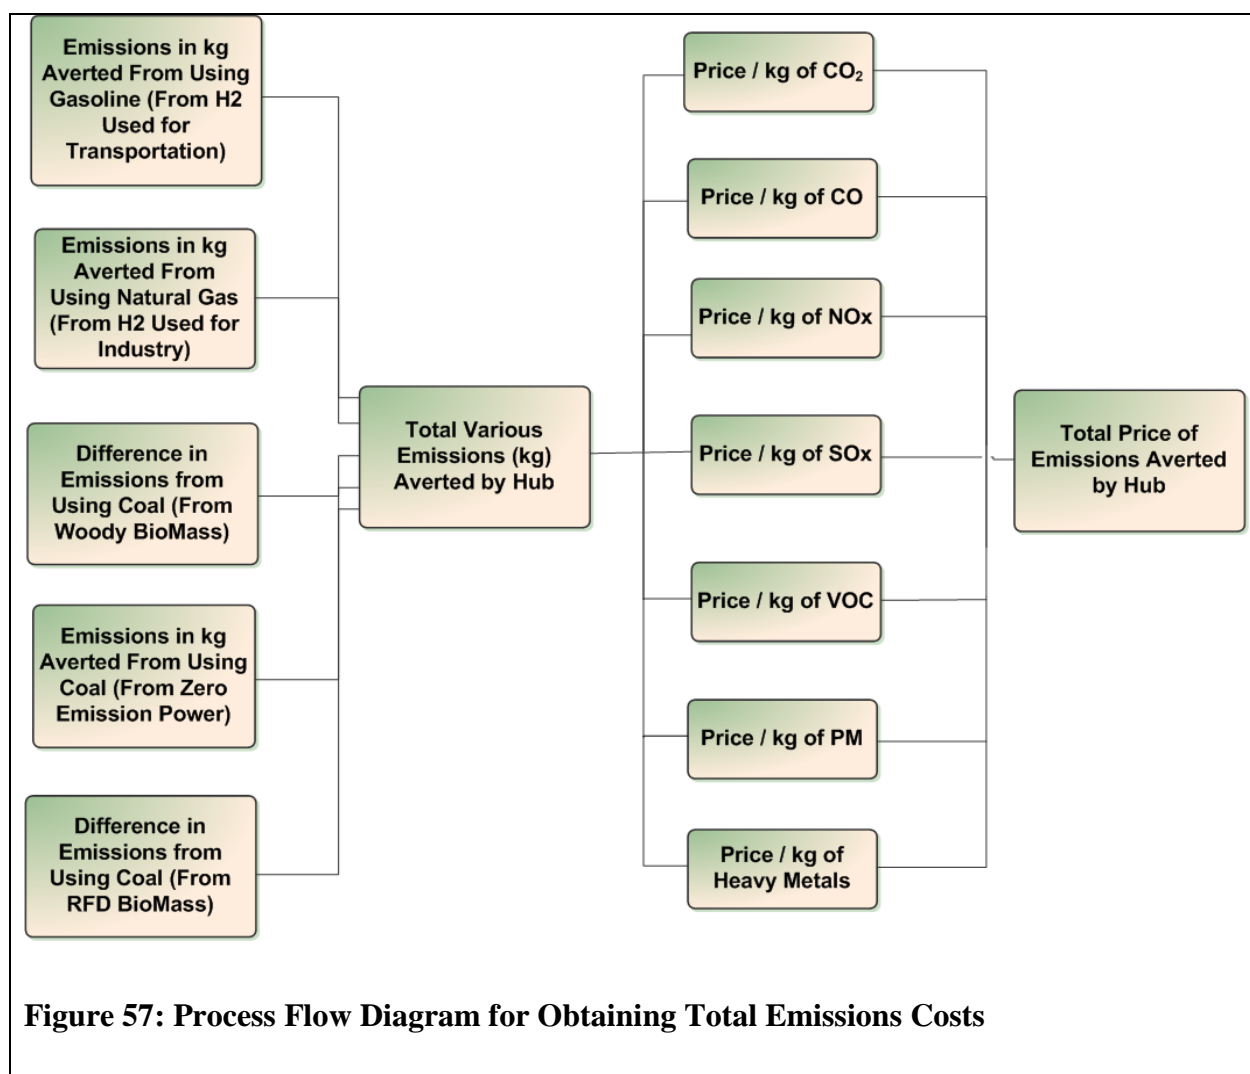 Emissions in kg
Averted From Using
Gasoline (From H2
Used for
Transportation)
Emissions in kg
Averted From
Using Natural Gas
(From H2 Used for
Industry)
Difference in
Emissions from
Using Coal (From
Woody BioMass)
Emissions in kg
Averted From Using
Coal (From Zero
Emission Power)
Difference in
Emissions from
Using Coal (From
RFD BioMass)
Total Various
Emissions (kg)
Averted by Hub
Price / kg of CO₂
Price / kg of CO
Price / kg of NOx
Price / kg of SOx
Price / kg of VOC
Price / kg of PM
Price / kg of
Heavy Metals
Total Price of
Emissions Averted
by Hub
Figure 57: Process Flow Diagram for Obtaining Total Emissions Costs